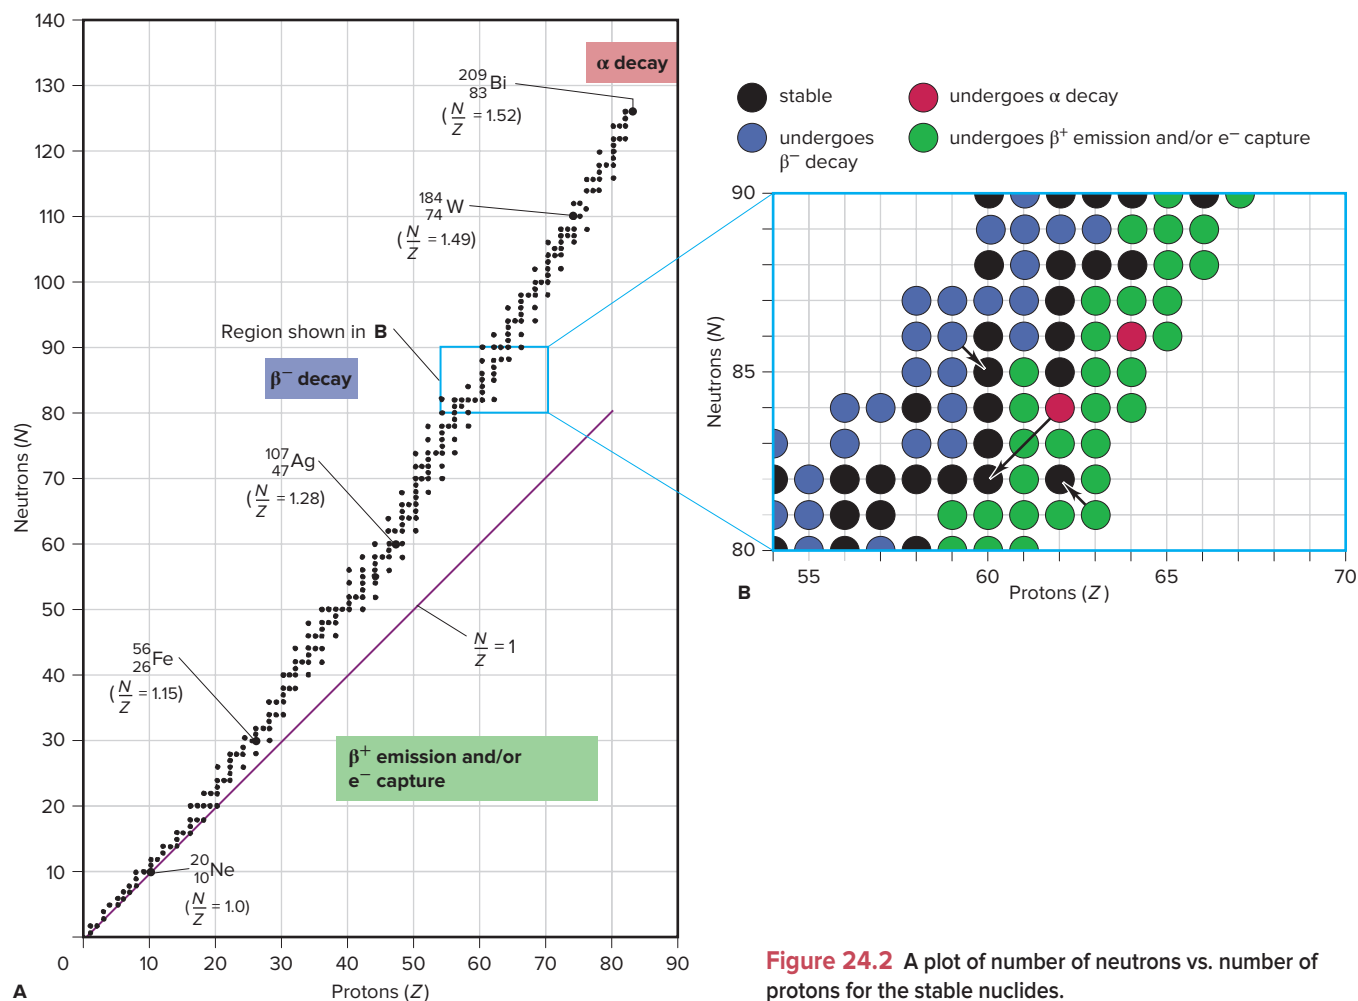 140
130
120
110
100
90
80
70
60
50
40
30
20
10
0 10 20 30 40 50 60 70 80 90
Neutrons (N)
Protons (Z)
A
α decay
209
83 Bi
(N/Z = 1.52)
184
74 W
(N/Z = 1.49)
Region shown in B
β⁻ decay
107
47 Ag
(N/Z = 1.28)
N/Z = 1
56
26 Fe
(N/Z = 1.15)
β⁺ emission and/or
e⁻ capture
20
10 Ne
(N/Z = 1.0)
stable
undergoes α decay
undergoes
β⁻ decay
undergoes β⁺ emission and/or e⁻ capture
90
85
80
Neutrons (N)
55 60 65 70
B
Protons (Z)
Figure 24.2 A plot of number of neutrons vs. number of
protons for the stable nuclides.